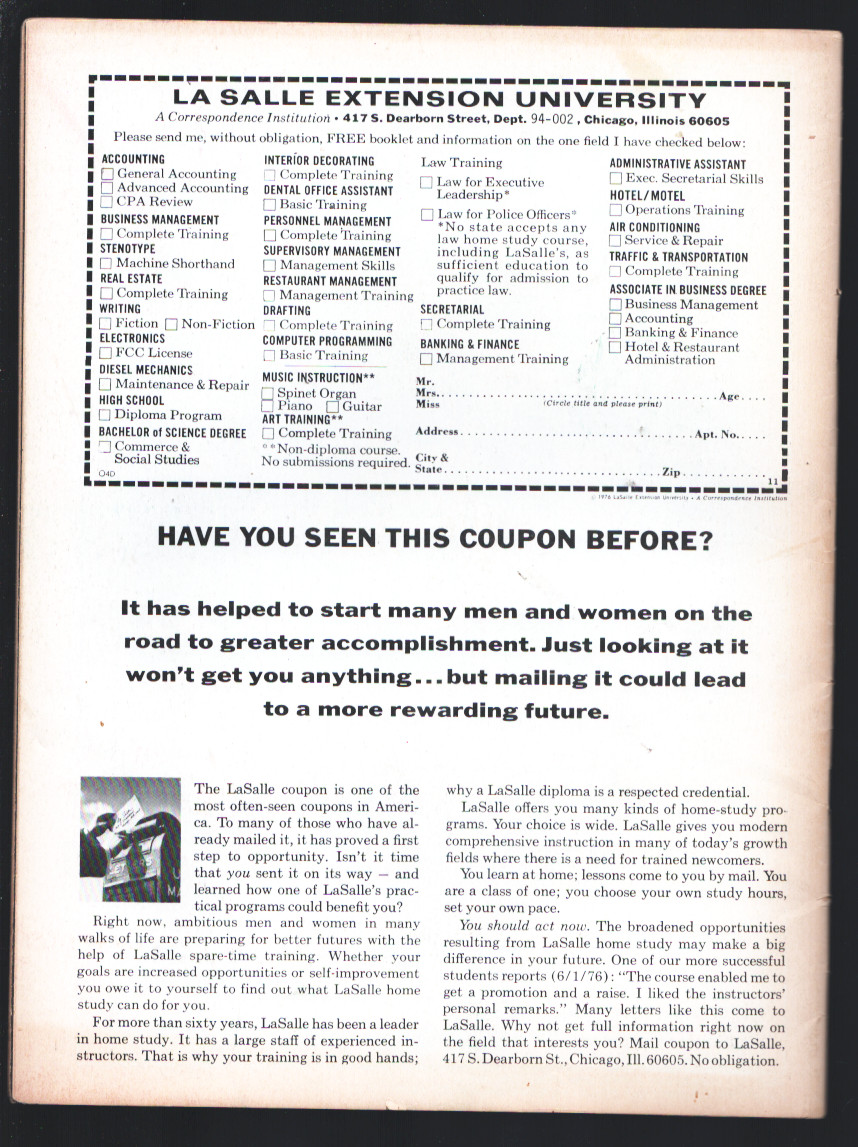 LA SALLE EXTENSION UNIVERSITY
A Correspondence Institution • 417 S. Dearborn Street, Dept. 94-002, Chicago, Illinois 60605
Please send me, without obligation, FREE booklet and information on the one field I have checked below:
ACCOUNTING
General Accounting
Advanced Accounting
CPA Review
BUSINESS MANAGEMENT
Complete Training
STENOTYPE
Machine Shorthand
REAL ESTATE
Complete Training
WRITING
Fiction Non-Fiction
ELECTRONICS
FCC License
DIESEL MECHANICS
Maintenance & Repair
HIGH SCHOOL
Diploma Program
BACHELOR of SCIENCE DEGREE
Commerce &
Social Studies
04D
INTERIOR DECORATING
Complete Training
DENTAL OFFICE ASSISTANT
Basic Training
PERSONNEL MANAGEMENT
Complete Training
SUPERVISORY MANAGEMENT
Management Skills
RESTAURANT MANAGEMENT
Management Training
DRAFTING
Complete Training
COMPUTER PROGRAMMING
Basic Training
MUSIC INSTRUCTION**
Spinet Organ
Piano Guitar
ART TRAINING**
Complete Training
**Non-diploma course.
No submissions required.
Law Training
Law for Executive
Leadership*
Law for Police Officers*
*No state accepts any
law home study course,
including LaSalle's, as
sufficient education to
qualify for admission to
practice law.
SECRETARIAL
Complete Training
BANKING & FINANCE
Management Training
ADMINISTRATIVE ASSISTANT
Exec. Secretarial Skills
HOTEL/MOTEL
Operations Training
AIR CONDITIONING
Service & Repair
TRAFFIC & TRANSPORTATION
Complete Training
ASSOCIATE IN BUSINESS DEGREE
Business Management
Accounting
Banking & Finance
Hotel & Restaurant
Administration
Mr.
Mrs. Age
Miss (Circle title and please print)
Address Apt. No.
City &
State Zip
11
© 1976 LaSalle Extension University • A Correspondence Institution
HAVE YOU SEEN THIS COUPON BEFORE?
It has helped to start many men and women on the
road to greater accomplishment. Just looking at it
won't get you anything...but mailing it could lead
to a more rewarding future.
The LaSalle coupon is one of the
most often-seen coupons in Ameri-
ca. To many of those who have al-
ready mailed it, it has proved a first
step to opportunity. Isn't it time
that you sent it on its way — and
learned how one of LaSalle's prac-
tical programs could benefit you?
Right now, ambitious men and women in many
walks of life are preparing for better futures with the
help of LaSalle spare-time training. Whether your
goals are increased opportunities or self-improvement
you owe it to yourself to find out what LaSalle home
study can do for you.
For more than sixty years, LaSalle has been a leader
in home study. It has a large staff of experienced in-
structors. That is why your training is in good hands;
why a LaSalle diploma is a respected credential.
LaSalle offers you many kinds of home-study pro-
grams. Your choice is wide. LaSalle gives you modern
comprehensive instruction in many of today's growth
fields where there is a need for trained newcomers.
You learn at home; lessons come to you by mail. You
are a class of one; you choose your own study hours,
set your own pace.
You should act now. The broadened opportunities
resulting from LaSalle home study may make a big
difference in your future. One of our more successful
students reports (6/1/76): "The course enabled me to
get a promotion and a raise. I liked the instructors'
personal remarks." Many letters like this come to
LaSalle. Why not get full information right now on
the field that interests you? Mail coupon to LaSalle,
417 S. Dearborn St., Chicago, Ill. 60605. No obligation.